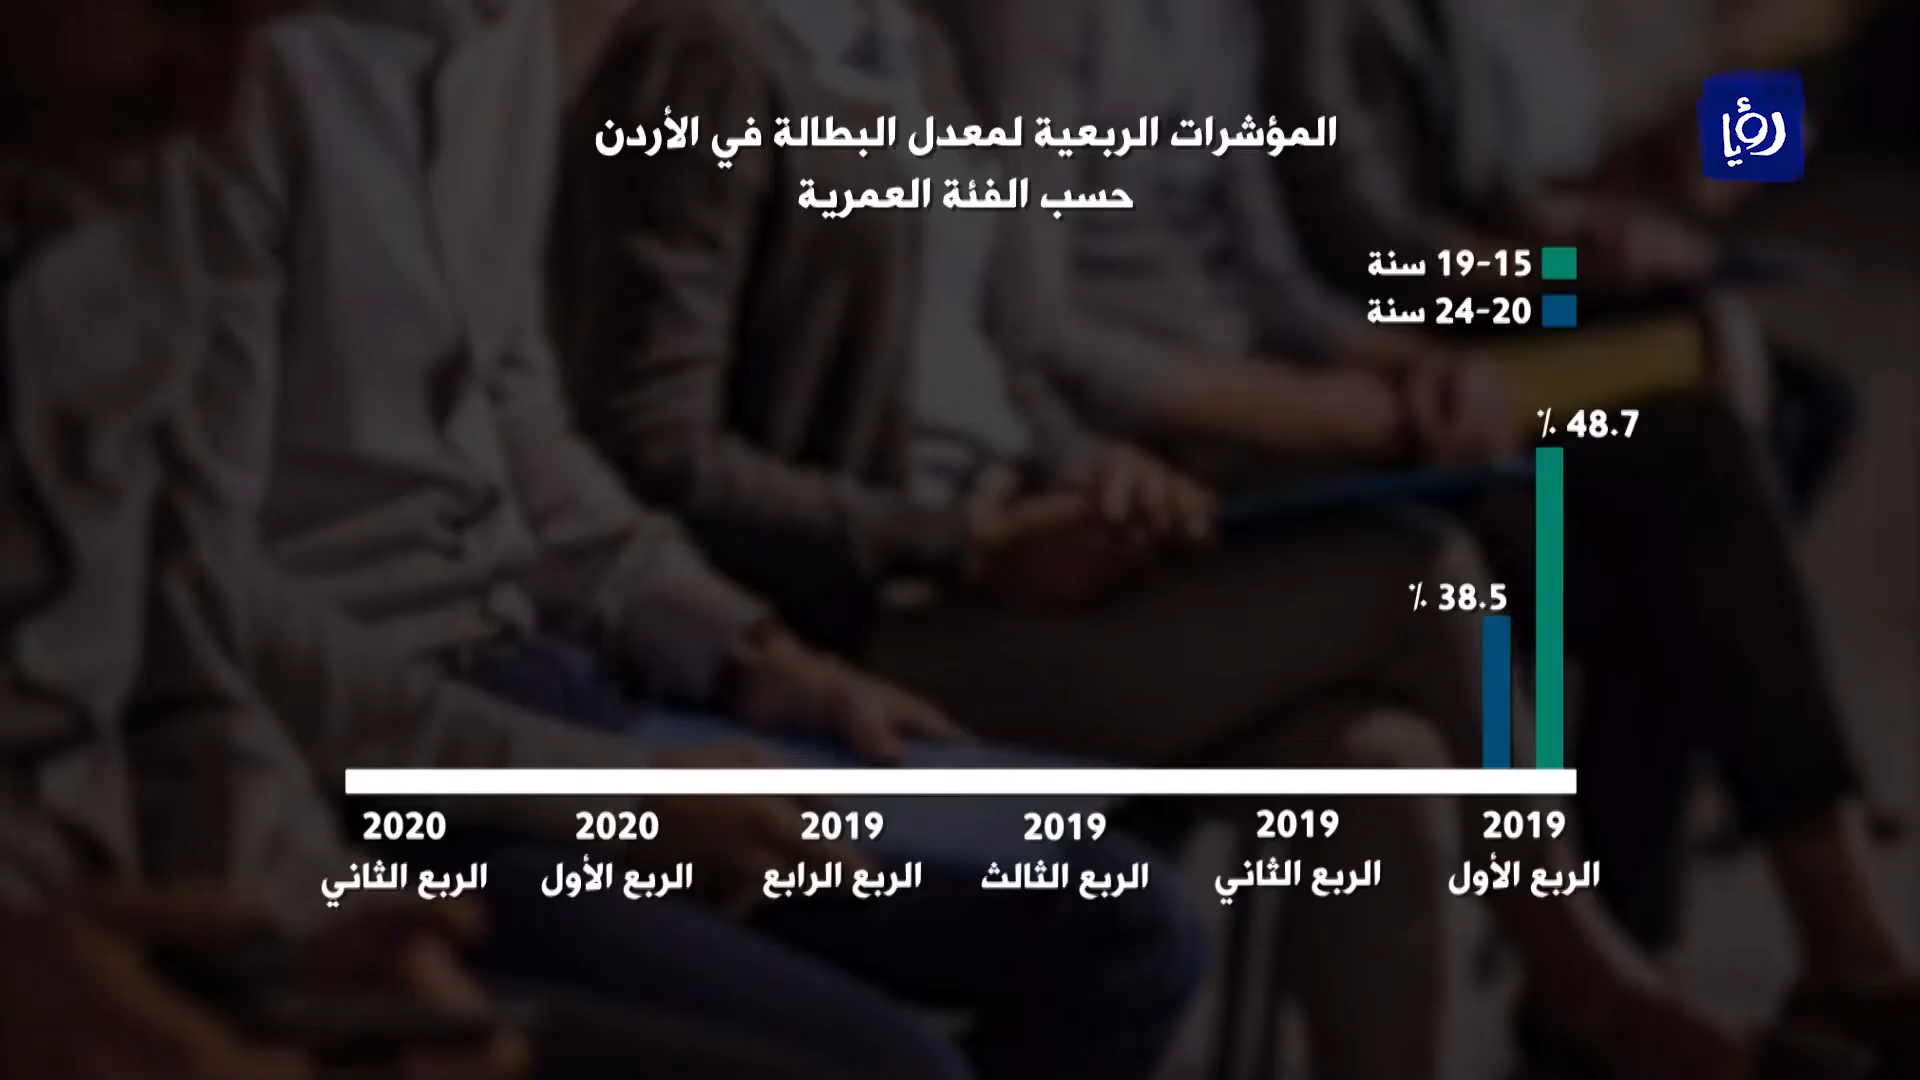 رؤيا
المؤشرات الربعية لمعدل البطالة في الأردن
حسب الفئة العمرية
19-15 سنة
24-20 سنة
48.7 ٪
38.5 ٪
2019
الربع الأول
2019
الربع الثاني
2019
الربع الثالث
2019
الربع الرابع
2020
الربع الأول
2020
الربع الثاني